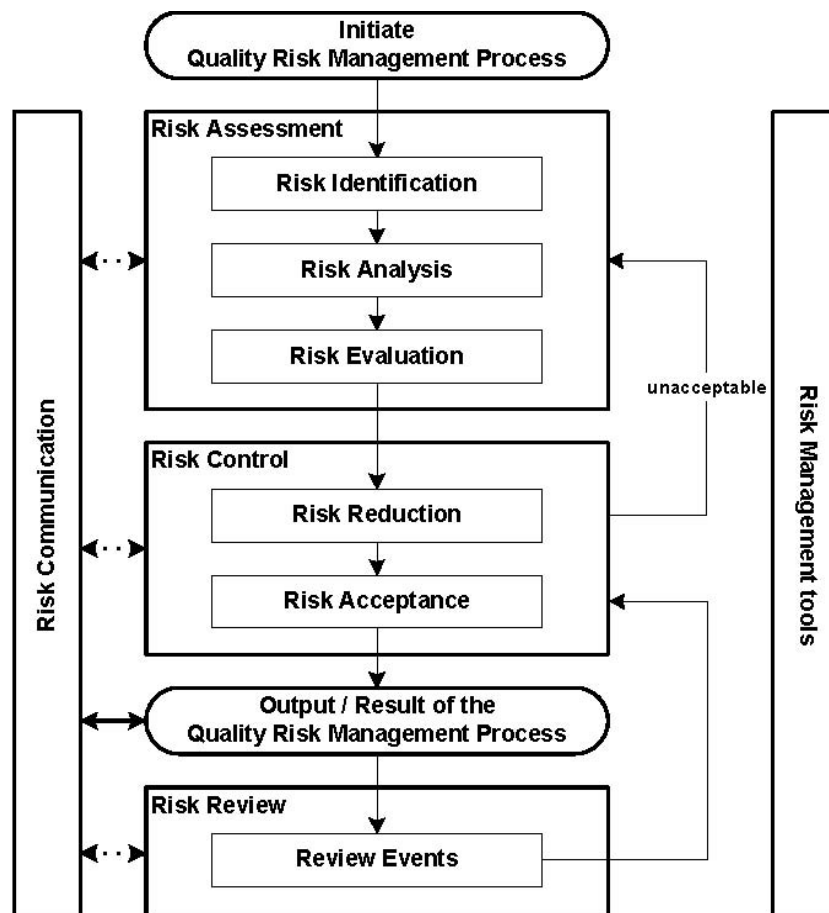 Initiate
Quality Risk Management Process
Risk Assessment
Risk Identification
Risk Analysis
Risk Evaluation
unacceptable
Risk Control
Risk Reduction
Risk Acceptance
Output / Result of the
Quality Risk Management Process
Risk Review
Review Events
Risk Communication
Risk Management tools